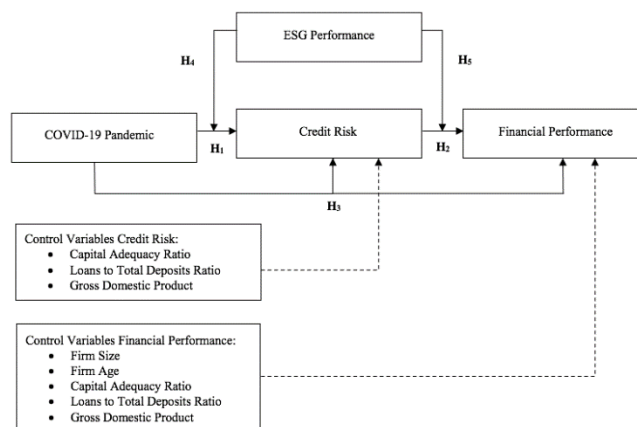 ESG Performance
H4
H5
COVID-19 Pandemic
H1
Credit Risk
H2
Financial Performance
H3
Control Variables Credit Risk:
• Capital Adequacy Ratio
• Loans to Total Deposits Ratio
• Gross Domestic Product
Control Variables Financial Performance:
• Firm Size
• Firm Age
• Capital Adequacy Ratio
• Loans to Total Deposits Ratio
• Gross Domestic Product